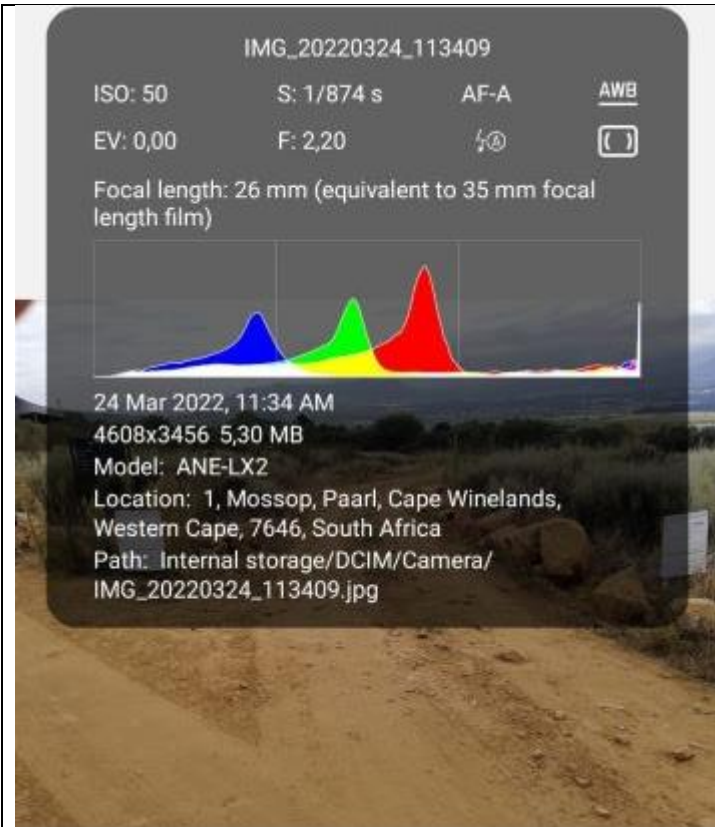 IMG_20220324_113409
ISO: 50 S: 1/874 s AF-A AWB
EV: 0,00 F: 2,20
Focal length: 26 mm (equivalent to 35 mm focal
length film)
24 Mar 2022, 11:34 AM
4608x3456 5,30 MB
Model: ANE-LX2
Location: 1, Mossop, Paarl, Cape Winelands,
Western Cape, 7646, South Africa
Path: Internal storage/DCIM/Camera/
IMG_20220324_113409.jpg